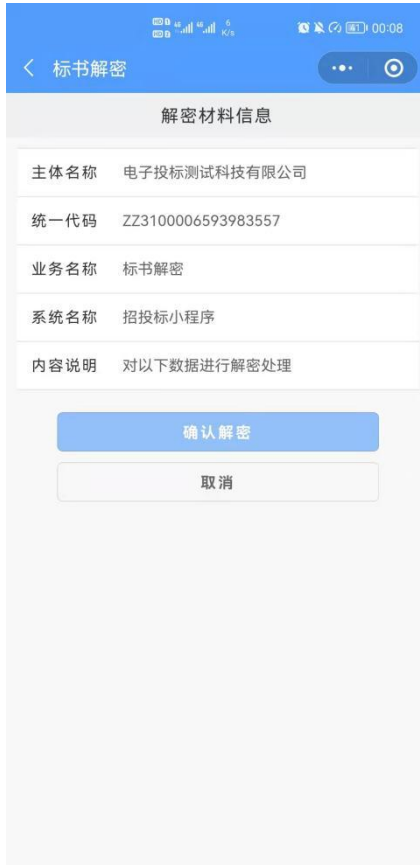 6
K/s
61
00:08
标书解密
解密材料信息
主体名称 电子投标测试科技有限公司
统一代码 ZZ3100006593983557
业务名称 标书解密
系统名称 招投标小程序
内容说明 对以下数据进行解密处理
确认解密
取消